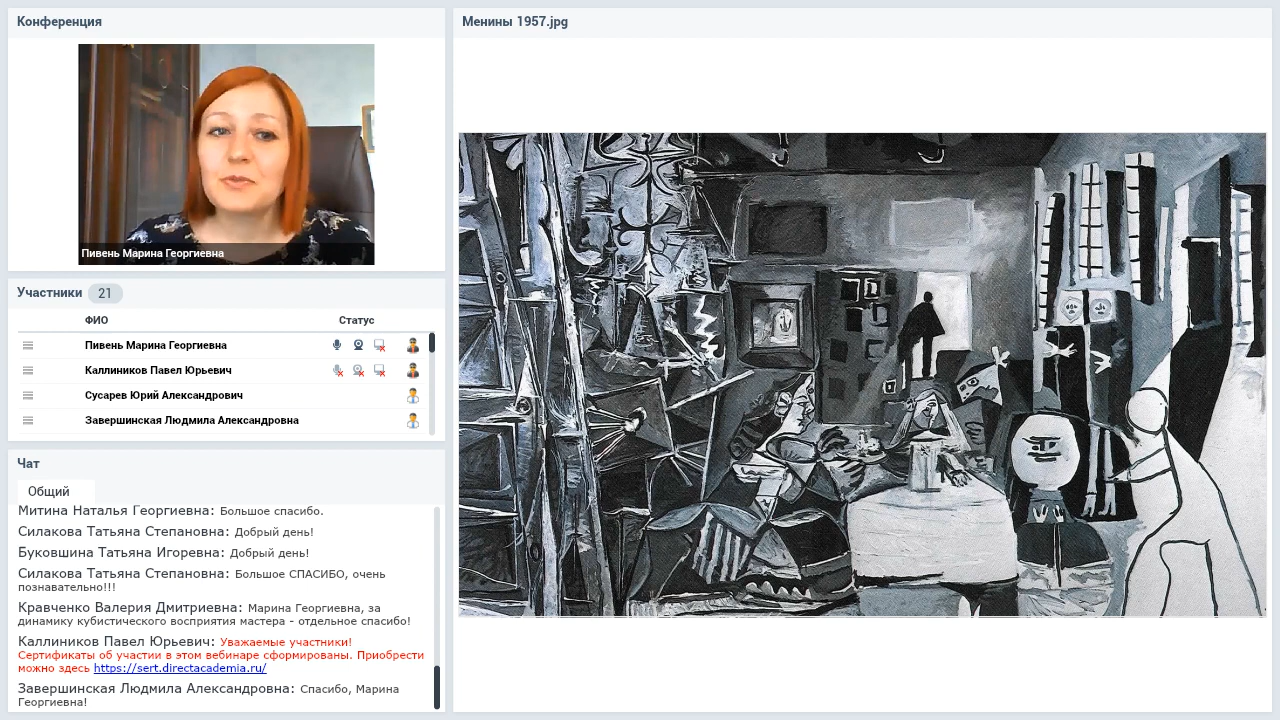 Конференция
Пивень Марина Георгиевна
Участники 21
ФИО Статус
Пивень Марина Георгиевна
Каллиников Павел Юрьевич
Сусарев Юрий Александрович
Завершинская Людмила Александровна
Чат
Общий
Митина Наталья Георгиевна: Большое спасибо.
Силакова Татьяна Степановна: Добрый день!
Буковшина Татьяна Игоревна: Добрый день!
Силакова Татьяна Степановна: Большое СПАСИБО, очень
познавательно!!!
Кравченко Валерия Дмитриевна: Марина Георгиевна, за
динамику кубистического восприятия мастера - отдельное спасибо!
Каллиников Павел Юрьевич: Уважаемые участники!
Сертификаты об участии в этом вебинаре сформированы. Приобрести
можно здесь https://sert.directacademia.ru/
Завершинская Людмила Александровна: Спасибо, Марина
Георгиевна!
Менины 1957.jpg